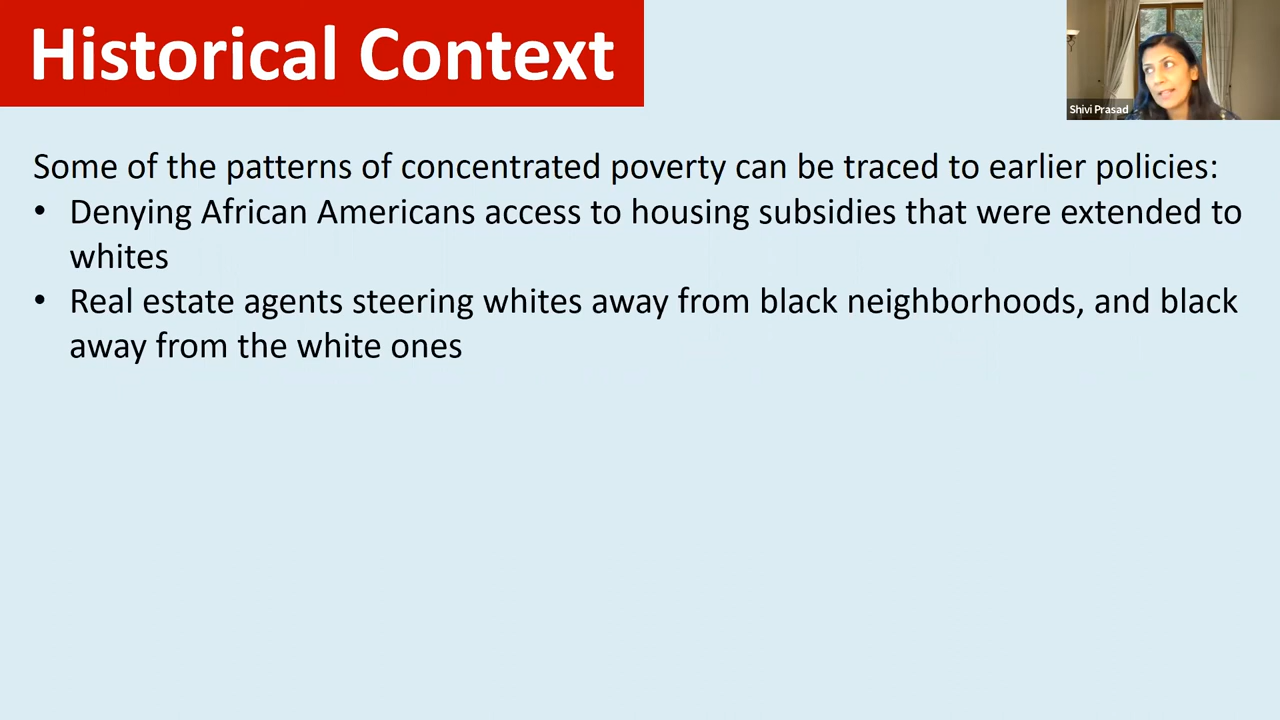 Historical Context
Shivi Prasad
Some of the patterns of concentrated poverty can be traced to earlier policies:
• Denying African Americans access to housing subsidies that were extended to
whites
• Real estate agents steering whites away from black neighborhoods, and black
away from the white ones